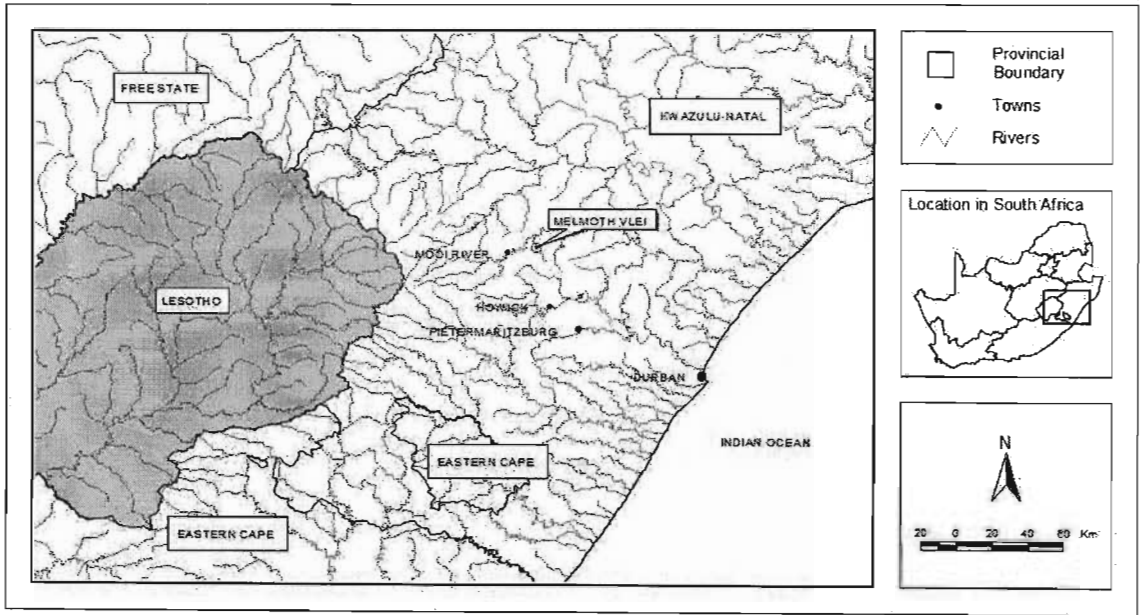 FREE STATE
KWAZULU-NATAL
MELMOTH VLEI
MOOI RIVER
LESOTHO
HOWICK
PIETERMARITZBURG
DURBAN
INDIAN OCEAN
EASTERN CAPE
EASTERN CAPE
Provincial
Boundary
Towns
Rivers
Location in South Africa
N
20 0 20 40 60 Km